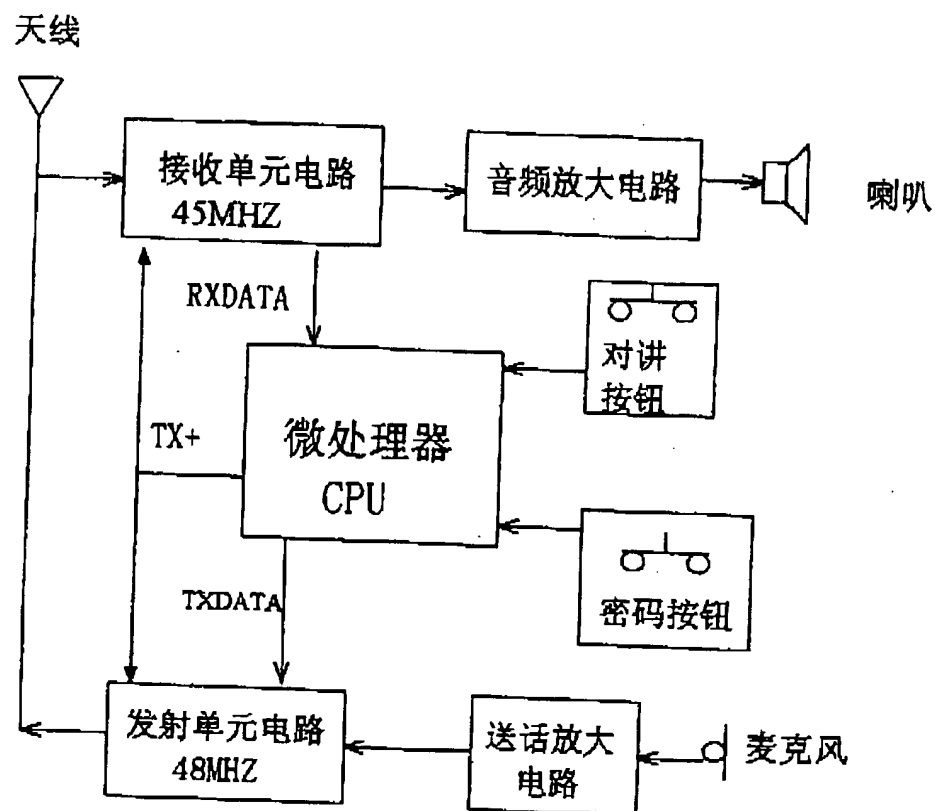 天线
接收单元电路
45MHZ
音频放大电路
喇叭
RXDATA
对讲
按钮
TX+
微处理器
CPU
密码按钮
TXDATA
发射单元电路
48MHZ
送话放大
电路
麦克风